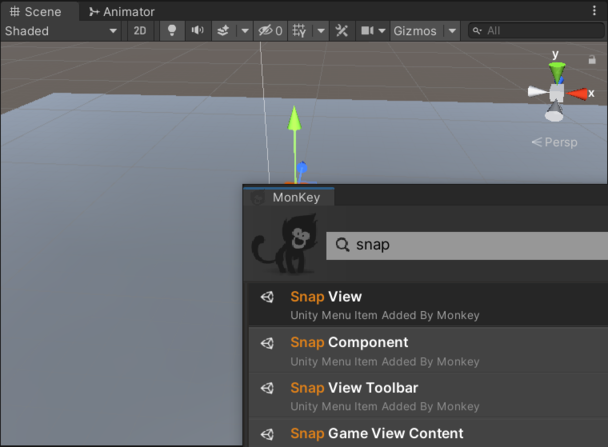 Scene
Animator
Shaded
2D
0
Gizmos
All
y
x
Persp
MonKey
snap
Snap View
Unity Menu Item Added By Monkey
Snap Component
Unity Menu Item Added By Monkey
Snap View Toolbar
Unity Menu Item Added By Monkey
Snap Game View Content